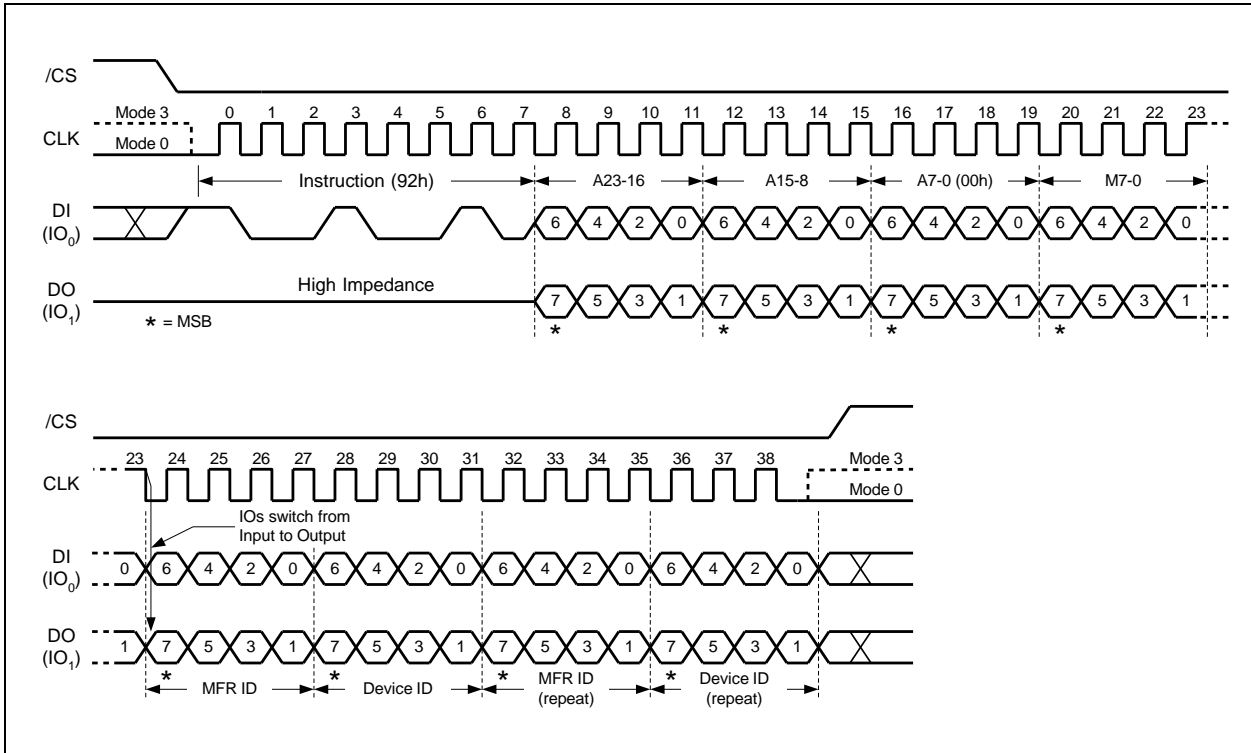 /CS
Mode 3 0 1 2 3 4 5 6 7 8 9 10 11 12 13 14 15 16 17 18 19 20 21 22 23
CLK
Mode 0
Instruction (92h) A23-16 A15-8 A7-0 (00h) M7-0
DI
(IO0)
6 4 2 0 6 4 2 0 6 4 2 0 6 4 2 0
High Impedance
DO
(IO1)
7 5 3 1 7 5 3 1 7 5 3 1 7 5 3 1
* = MSB * * * *
/CS
23 24 25 26 27 28 29 30 31 32 33 34 35 36 37 38 Mode 3
CLK
Mode 0
IOs switch from
Input to Output
DI
(IO0)
0 6 4 2 0 6 4 2 0 6 4 2 0 6 4 2 0
DO
(IO1)
1 7 5 3 1 7 5 3 1 7 5 3 1 7 5 3 1
* * * *
MFR ID Device ID MFR ID
(repeat) Device ID
(repeat)